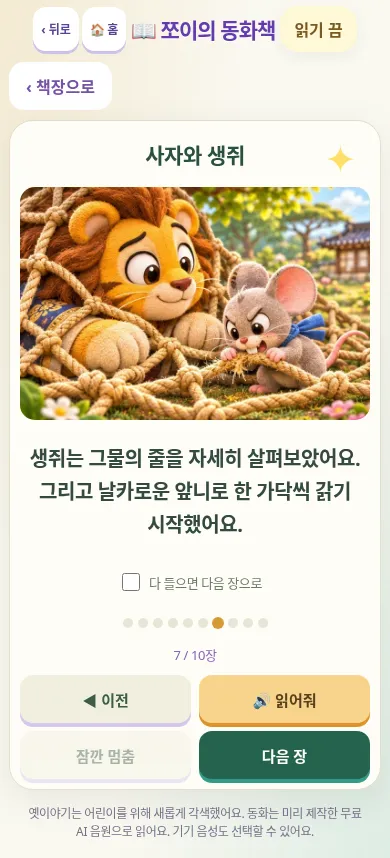 ‹ 뒤로
🏠 홈
📖 쪼이의 동화책
읽기 끔
‹ 책장으로
사자와 생쥐
생쥐는 그물의 줄을 자세히 살펴보았어요.
그리고 날카로운 앞니로 한 가닥씩 갉기
시작했어요.
다 들으면 다음 장으로
7 / 10장
◀ 이전
🔊 읽어줘
잠깐 멈춤
다음 장
옛이야기는 어린이를 위해 새롭게 각색했어요. 동화는 미리 제작한 무료
AI 음원으로 읽어요. 기기 음성도 선택할 수 있어요.